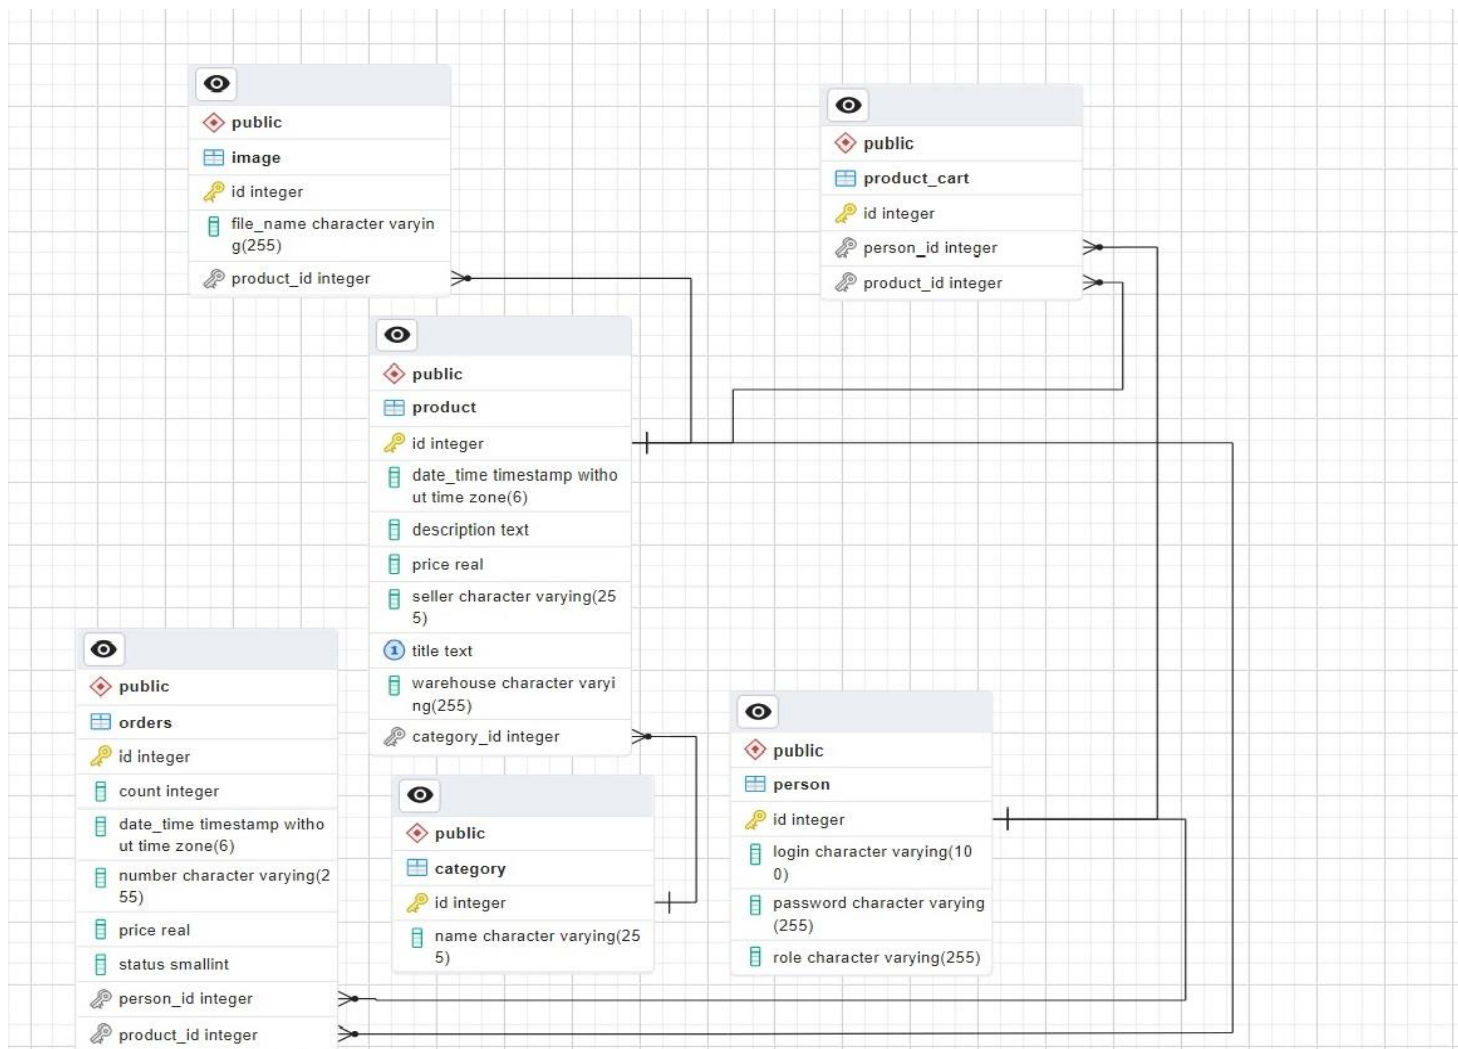 public
image
id integer
file_name character varyin
g(255)
product_id integer
public
product_cart
id integer
person_id integer
product_id integer
public
product
id integer
date_time timestamp witho
ut time zone(6)
description text
price real
seller character varying(25
5)
1 title text
warehouse character varyi
ng(255)
category_id integer
public
orders
id integer
count integer
date_time timestamp witho
ut time zone(6)
number character varying(2
55)
price real
status smallint
person_id integer
product_id integer
public
category
id integer
name character varying(25
5)
public
person
id integer
login character varying(10
0)
password character varying
(255)
role character varying(255)